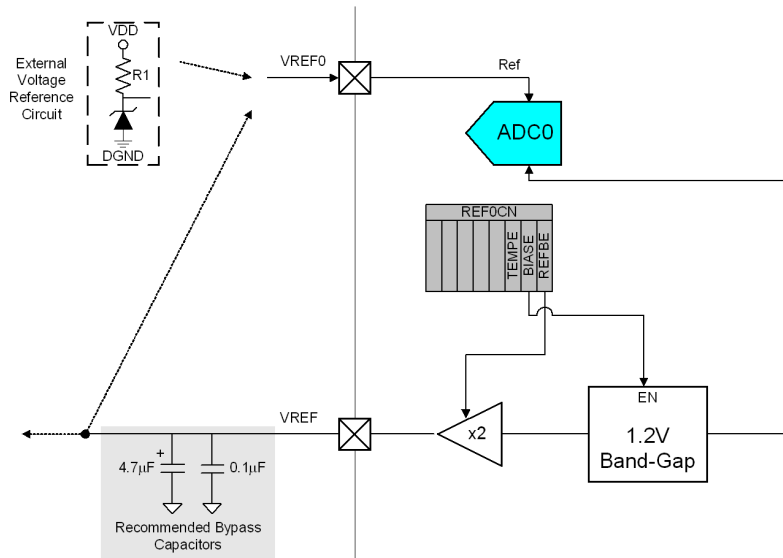 VDD
External
Voltage
Reference
Circuit
R1
DGND
VREF0
Ref
ADC0
REF0CN
TEMPE
BIASE
REFBE
EN
1.2V
Band-Gap
x2
VREF
+
4.7µF
0.1µF
Recommended Bypass
Capacitors